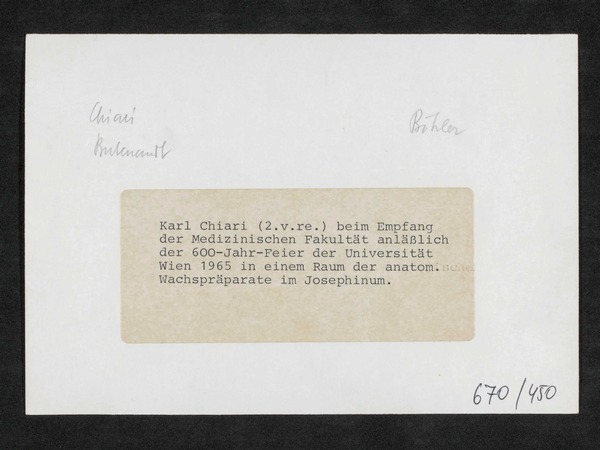 Chiari
Butenandt
Böhler
Karl Chiari (2.v.re.) beim Empfang
der Medizinischen Fakultät anläßlich
der 600-Jahr-Feier der Universität
Wien 1965 in einem Raum der anatom.
Wachspräparate im Josephinum.
670/450